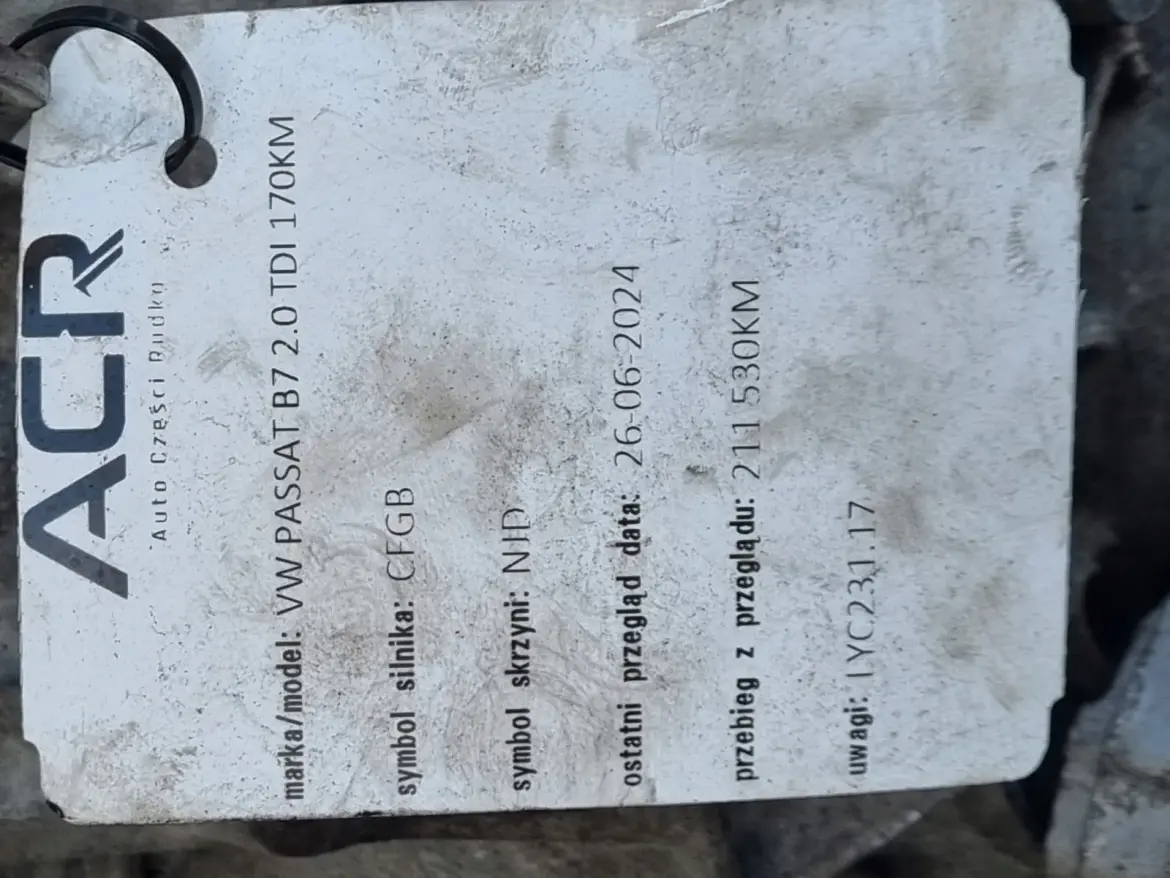 ACR
Auto Części Rudko
marka/model: VW PASSAT B7 2.0 TDI 170KM
symbol silnika: CFGB
symbol skrzyni: NJD
ostatni przegląd data: 26-06-2024
przebieg z przeglądu: 211 530KM
uwagi: LYC231.17